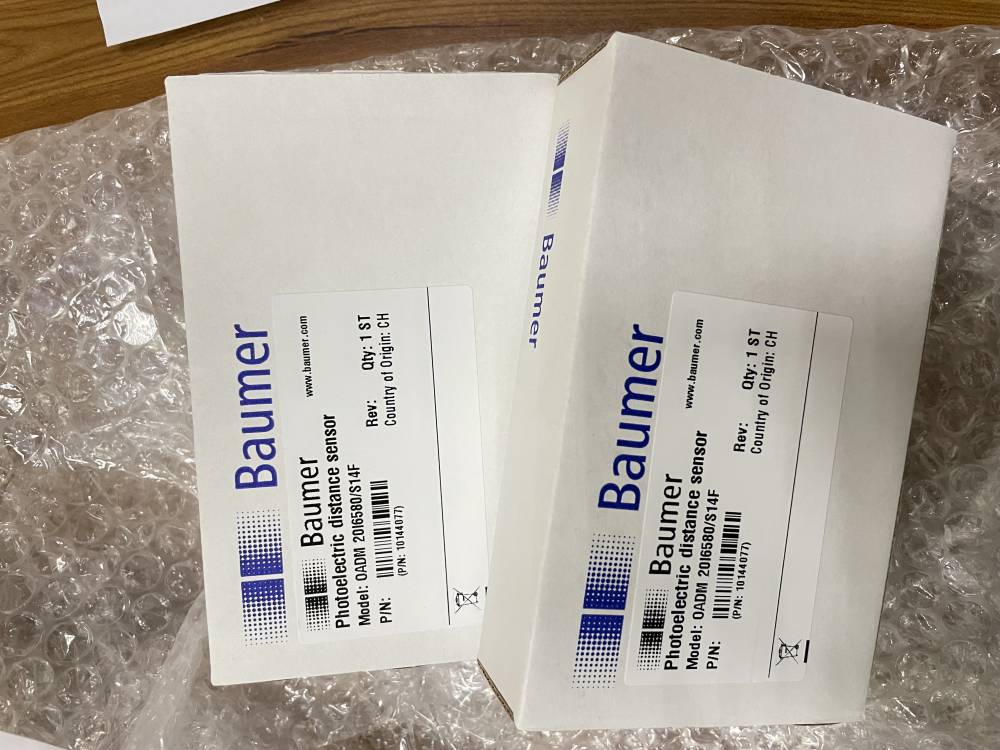 Baumer
Baumer
www.baumer.com
Photoelectric distance sensor
Model: OADM 20I6580/S14F
Rev: Qty: 1 ST
P/N: Country of Origin: CH
(P/N: 10144077)
Baumer
Baumer
Baumer
www.baumer.com
Photoelectric distance sensor
Model: OADM 20I6580/S14F
Rev: Qty: 1 ST
P/N: Country of Origin: CH
(P/N: 10144077)